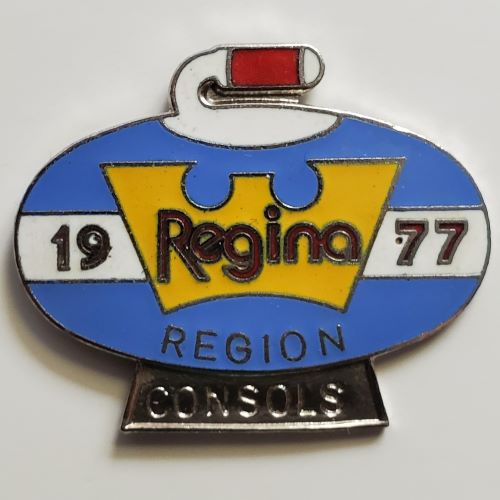 19 Regina 77
REGION
CONSOLS